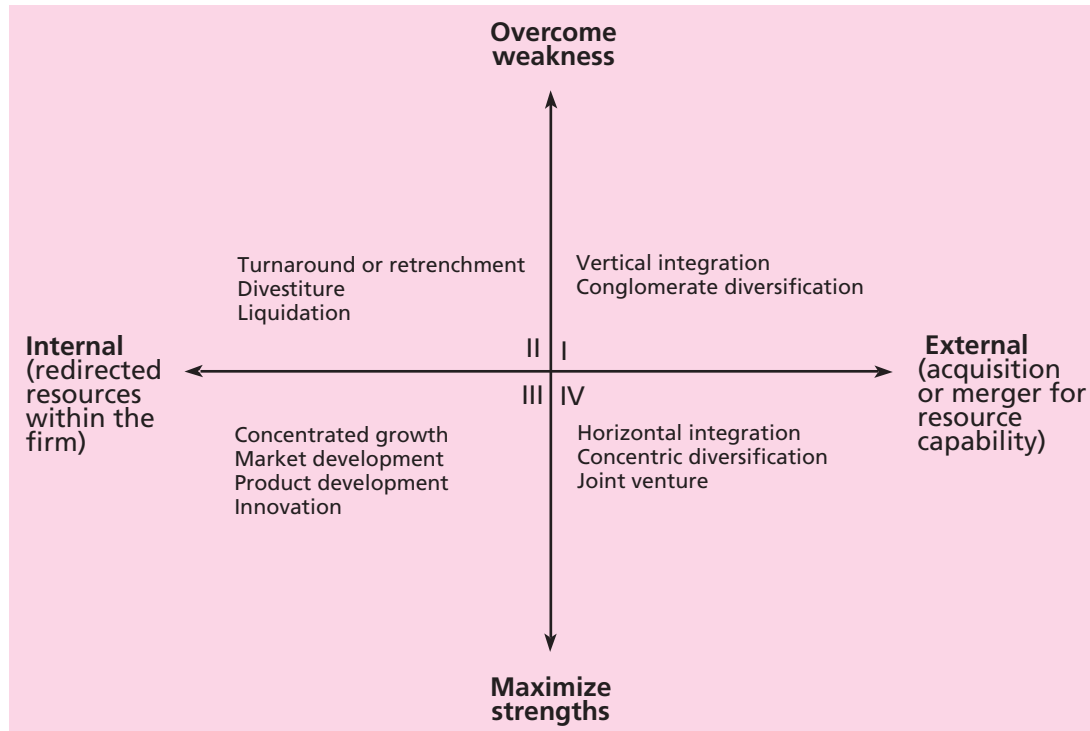 Overcome
weakness
Turnaround or retrenchment
Divestiture
Liquidation
Vertical integration
Conglomerate diversification
Internal
(redirected
resources
within the
firm)
II
I
III
IV
External
(acquisition
or merger for
resource
capability)
Concentrated growth
Market development
Product development
Innovation
Horizontal integration
Concentric diversification
Joint venture
Maximize
strengths